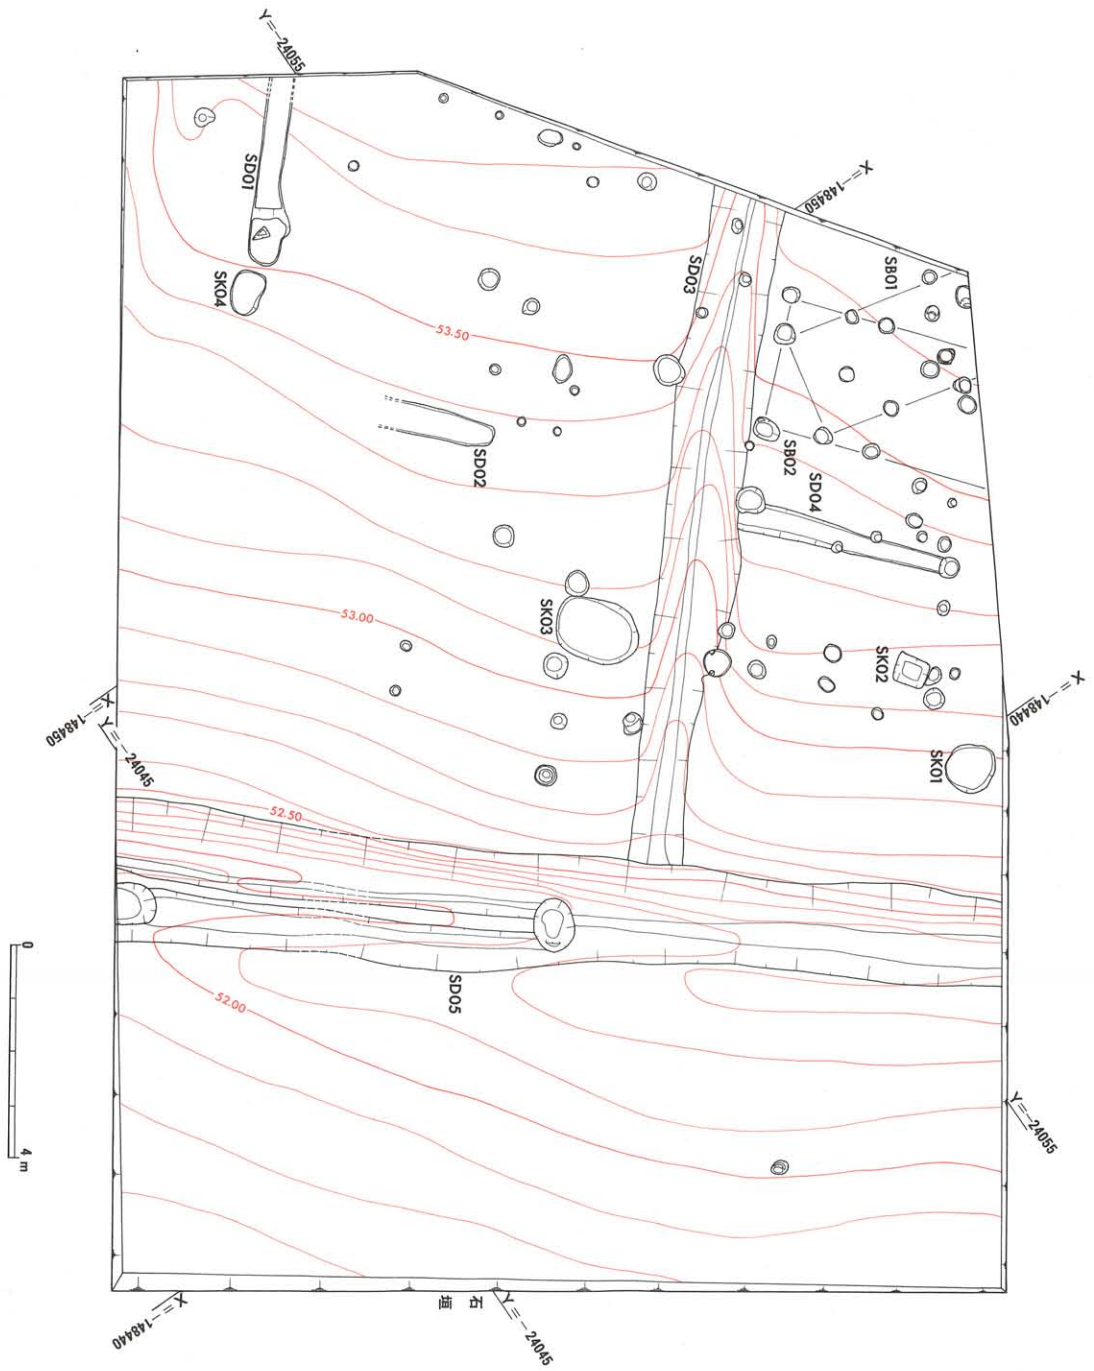 Y=-24055
X=-148450
SD01
SB01
SD03
SK04
53.50
SB02
SD02
SD04
SK03
53.00
SK02
X=-148440
X=-148450
Y=-24045
SK01
52.50
SD05
52.00
0
4 m
Y=-24055
石垣
X=-148440
Y=-24045